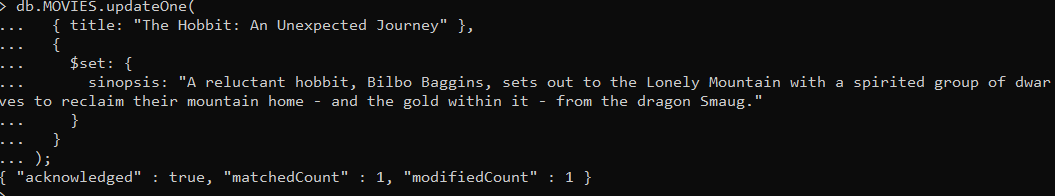 > db.MOVIES.updateOne(
...    { title: "The Hobbit: An Unexpected Journey" },
...    {
...      $set: {
...        sinopsis: "A reluctant hobbit, Bilbo Baggins, sets out to the Lonely Mountain with a spirited group of dwar
ves to reclaim their mountain home - and the gold within it - from the dragon Smaug."
...      }
...    }
... );
{ "acknowledged" : true, "matchedCount" : 1, "modifiedCount" : 1 }